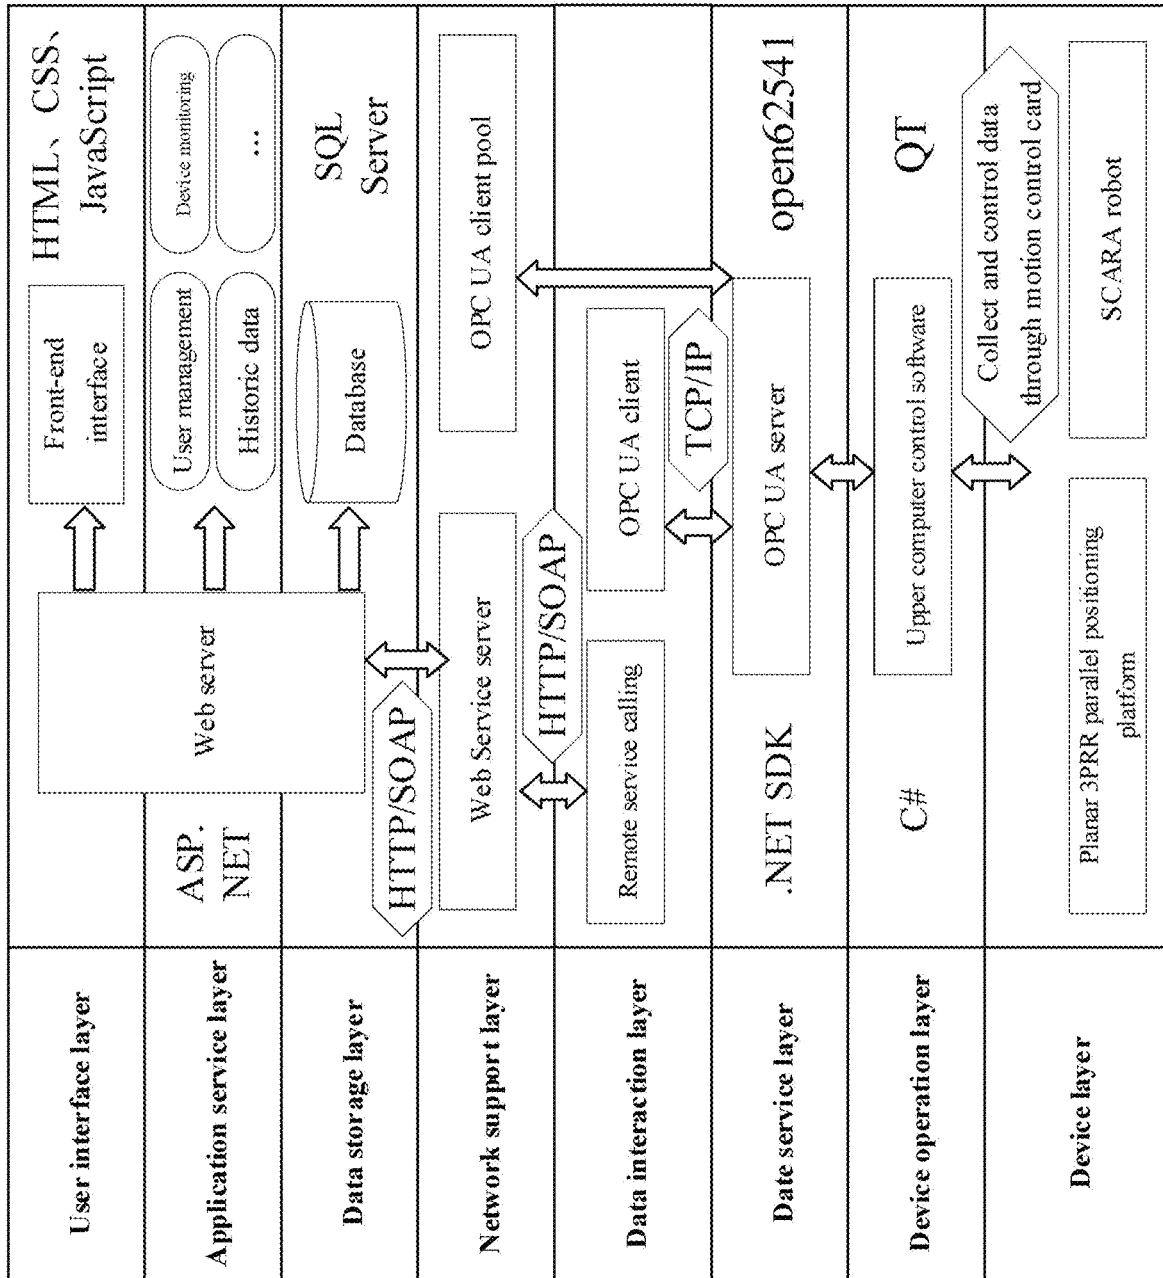 User interface layer
Web server
Front-end
interface
HTML、CSS、
JavaScript
Application service layer
ASP.
NET
User management
Device monitoring
Historic data
...
Data storage layer
Database
SQL
Server
HTTP/SOAP
Network support layer
Web Service server
OPC UA client pool
HTTP/SOAP
Data interaction layer
Remote service calling
OPC UA client
TCP/IP
Date service layer
.NET SDK
OPC UA server
open62541
Device operation layer
C#
Upper computer control software
QT
Collect and control data
through motion control card
Device layer
Planar 3PRR parallel positioning
platform
SCARA robot